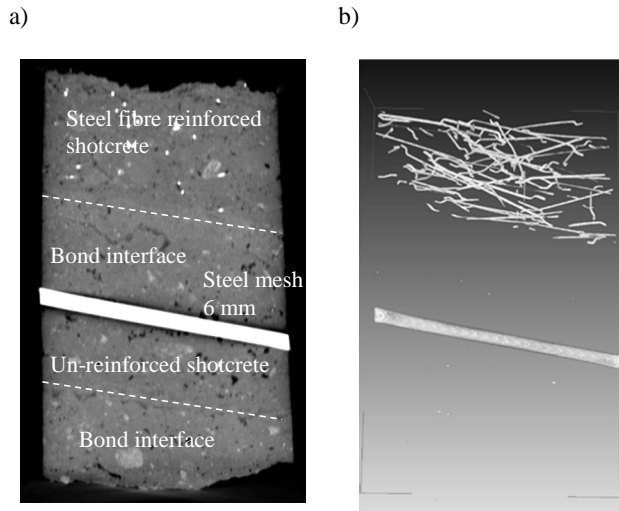 a)
b)
Steel fibre reinforced
shotcrete
Bond interface
Steel mesh
6 mm
Un-reinforced shotcrete
Bond interface